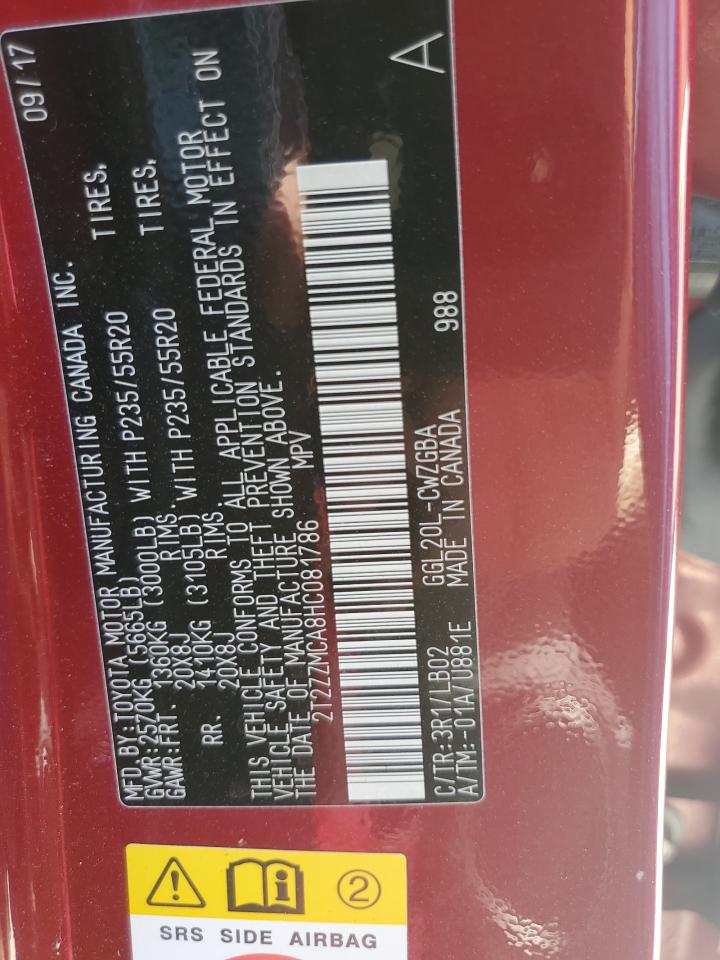 MFD.BY:TOYOTA MOTOR MANUFACTURING CANADA INC. 09/17
GVWR:2570KG (5665LB)
GAWR:FRT. 1360KG (3000LB) WITH P235/55R20 TIRES,
20X8J RIMS.
RR. 1410KG (3105LB) WITH P235/55R20 TIRES,
20X8J RIMS.
THIS VEHICLE CONFORMS TO ALL APPLICABLE FEDERAL MOTOR
VEHICLE SAFETY AND THEFT PREVENTION STANDARDS IN EFFECT ON
THE DATE OF MANUFACTURE SHOWN ABOVE.
2T2ZZMCA8HC081786 MPV
C/TR:3R1/LB02 GGL20L-CWZGBA A
A/TM:-01A/U881E MADE IN CANADA 988
2
SRS SIDE AIRBAG